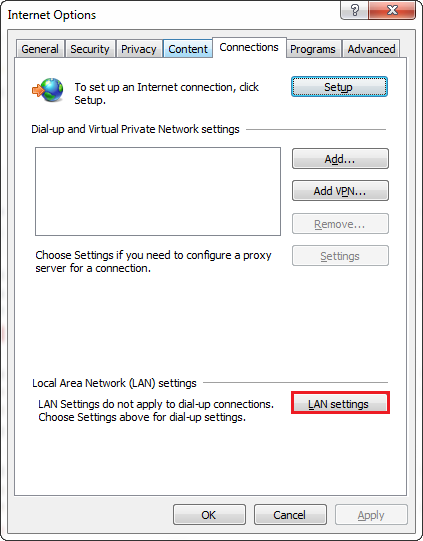 Internet Options
?
General Security Privacy Content Connections Programs Advanced
To set up an Internet connection, click
Setup.
Setup
Dial-up and Virtual Private Network settings
Add...
Add VPN...
Remove...
Choose Settings if you need to configure a proxy
server for a connection.
Settings
Local Area Network (LAN) settings
LAN Settings do not apply to dial-up connections.
Choose Settings above for dial-up settings.
LAN settings
OK Cancel Apply